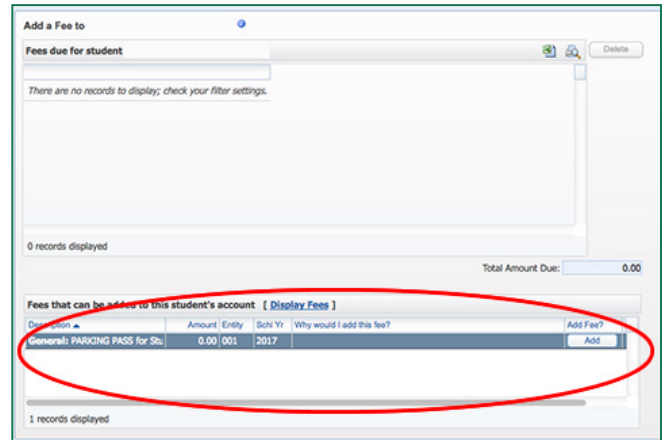 Add a Fee to
Fees due for student
Delete
There are no records to display; check your filter settings.
0 records displayed
Total Amount Due: 0.00
Fees that can be added to this student's account [ Display Fees ]
Description Amount Entity Schl Yr Why would I add this fee? Add Fee?
General: PARKING PASS for Stu 0.00 001 2017 Add
1 records displayed